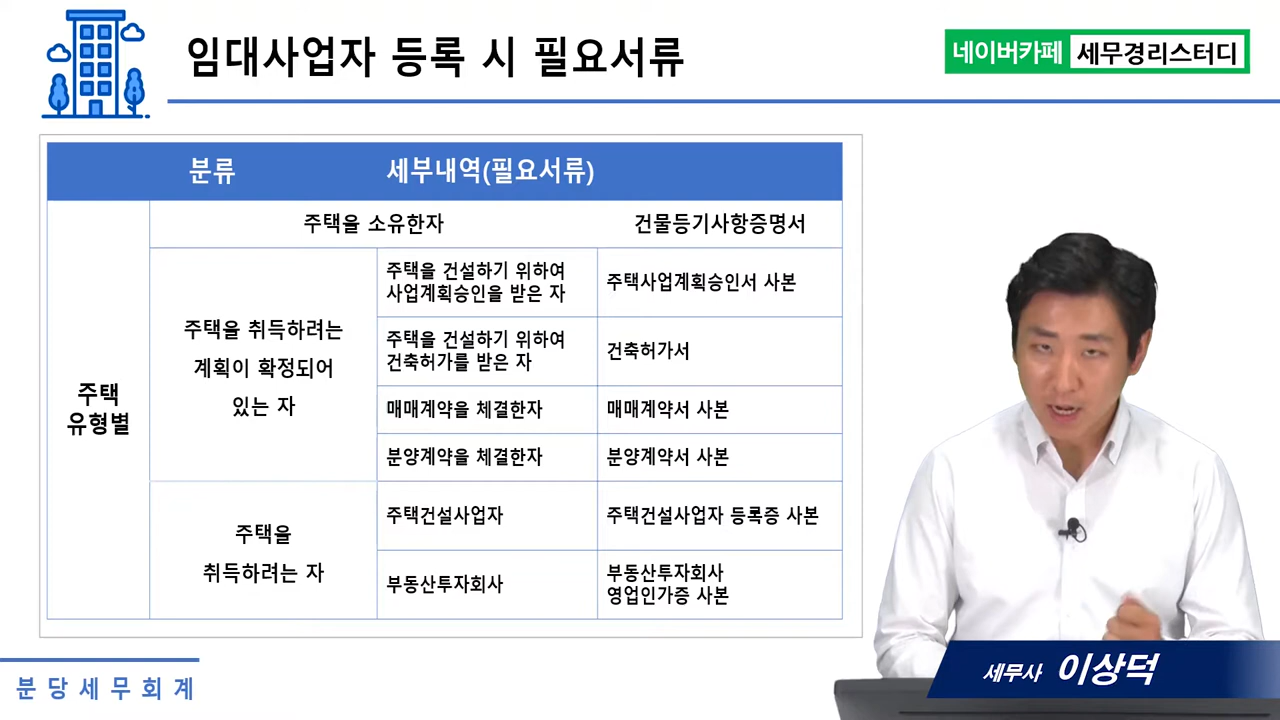 임대사업자 등록 시 필요서류
네이버카페 세무경리스터디
분류 세부내역(필요서류)
주택
유형별
주택을 소유한자 건물등기사항증명서
주택을 취득하려는
계획이 확정되어
있는 자
주택을 건설하기 위하여
사업계획승인을 받은 자
주택사업계획승인서 사본
주택을 건설하기 위하여
건축허가를 받은 자
건축허가서
매매계약을 체결한자 매매계약서 사본
분양계약을 체결한자 분양계약서 사본
주택을
취득하려는 자
주택건설사업자 주택건설사업자 등록증 사본
부동산투자회사
부동산투자회사
영업인가증 사본
세무사 이상덕
분당세무회계